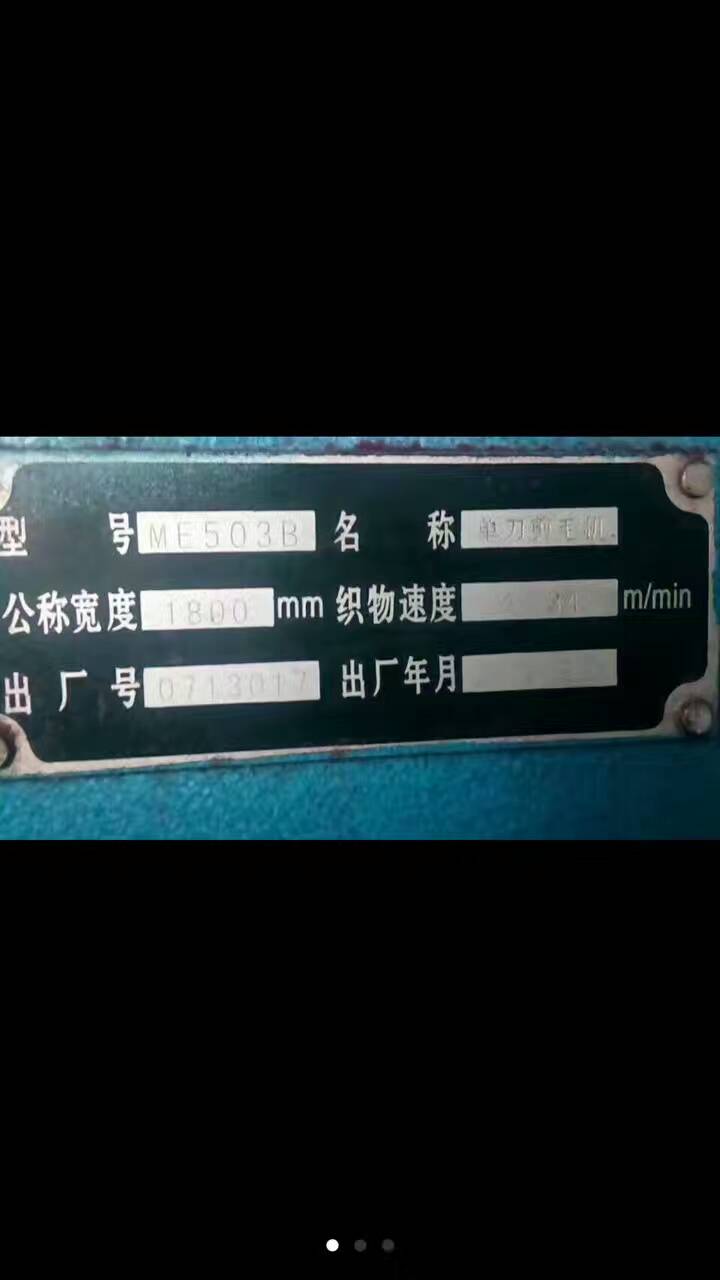 型号 ME503B 名称 单刀剪毛机
公称宽度 1800 mm 织物速度 m/min
出厂号 0713017 出厂年月